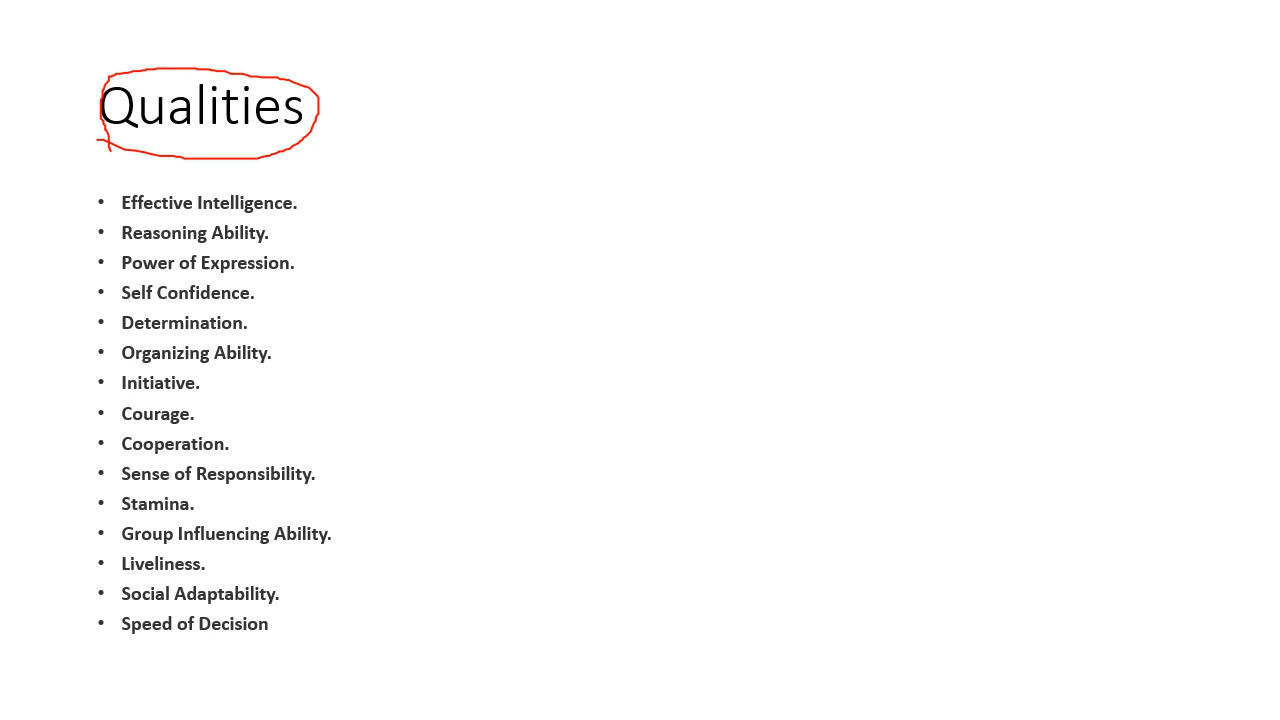 Qualities
• Effective Intelligence.
• Reasoning Ability.
• Power of Expression.
• Self Confidence.
• Determination.
• Organizing Ability.
• Initiative.
• Courage.
• Cooperation.
• Sense of Responsibility.
• Stamina.
• Group Influencing Ability.
• Liveliness.
• Social Adaptability.
• Speed of Decision